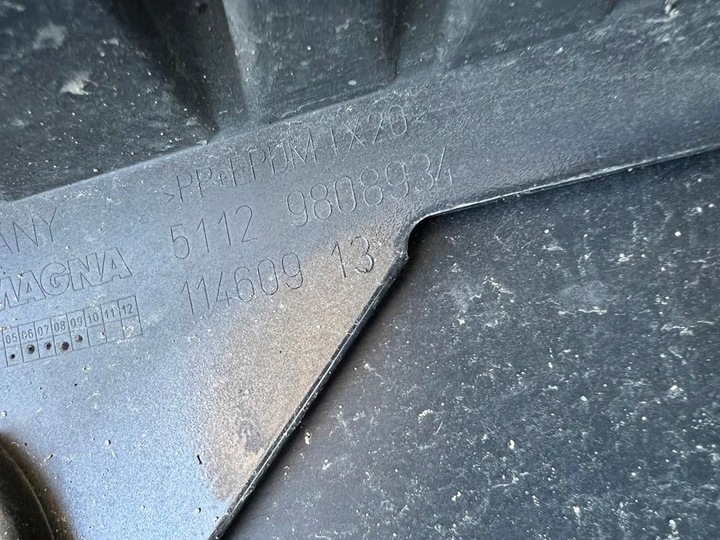 >PP+EPDM TX20<
ANY 5112 9808934
MAGNA 114609 13
05 06 07 08 09 10 11 12